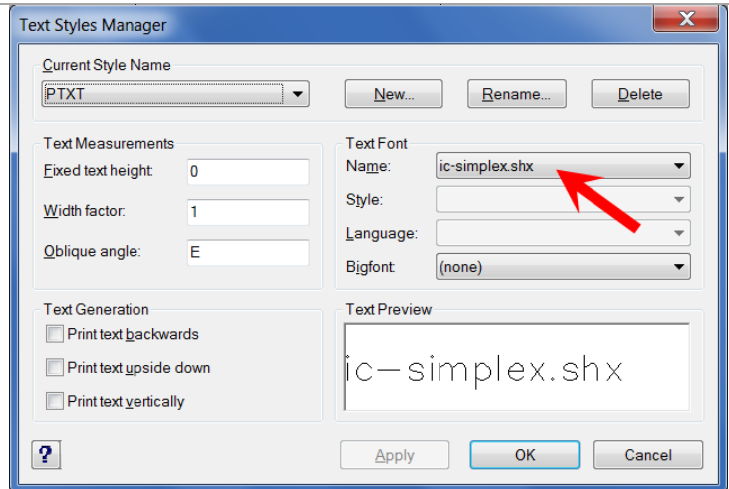 Text Styles Manager
X
Current Style Name
PTXT
New...
Rename...
Delete
Text Measurements
Fixed text height:
0
Width factor:
1
Oblique angle:
E
Text Font
Name:
ic-simplex.shx
Style:
Language:
Bigfont:
(none)
Text Generation
Print text backwards
Print text upside down
Print text vertically
Text Preview
ic-simplex.shx
?
Apply
OK
Cancel